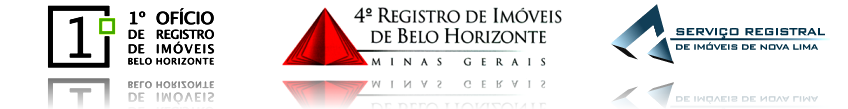 1
1º OFÍCIO
DE REGISTRO
DE IMÓVEIS
BELO HORIZONTE
4º REGISTRO DE IMÓVEIS
DE BELO HORIZONTE
MINAS GERAIS
SERVIÇO REGISTRAL
DE IMÓVEIS DE NOVA LIMA